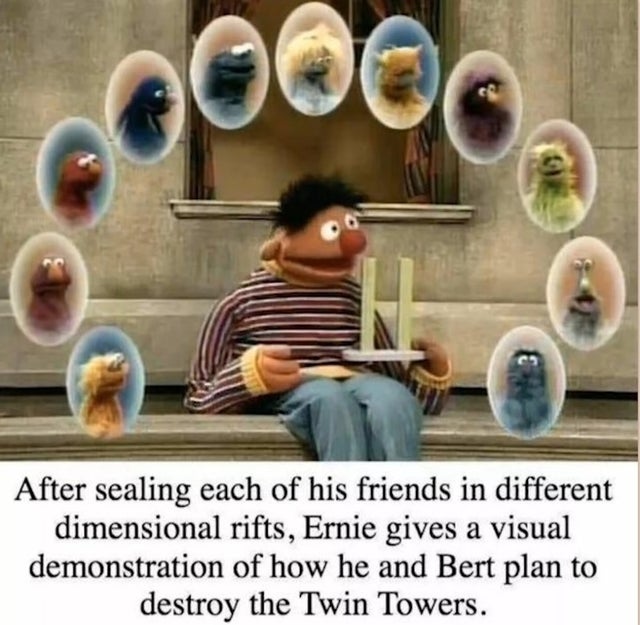 After sealing each of his friends in different
dimensional rifts, Ernie gives a visual
demonstration of how he and Bert plan to
destroy the Twin Towers.